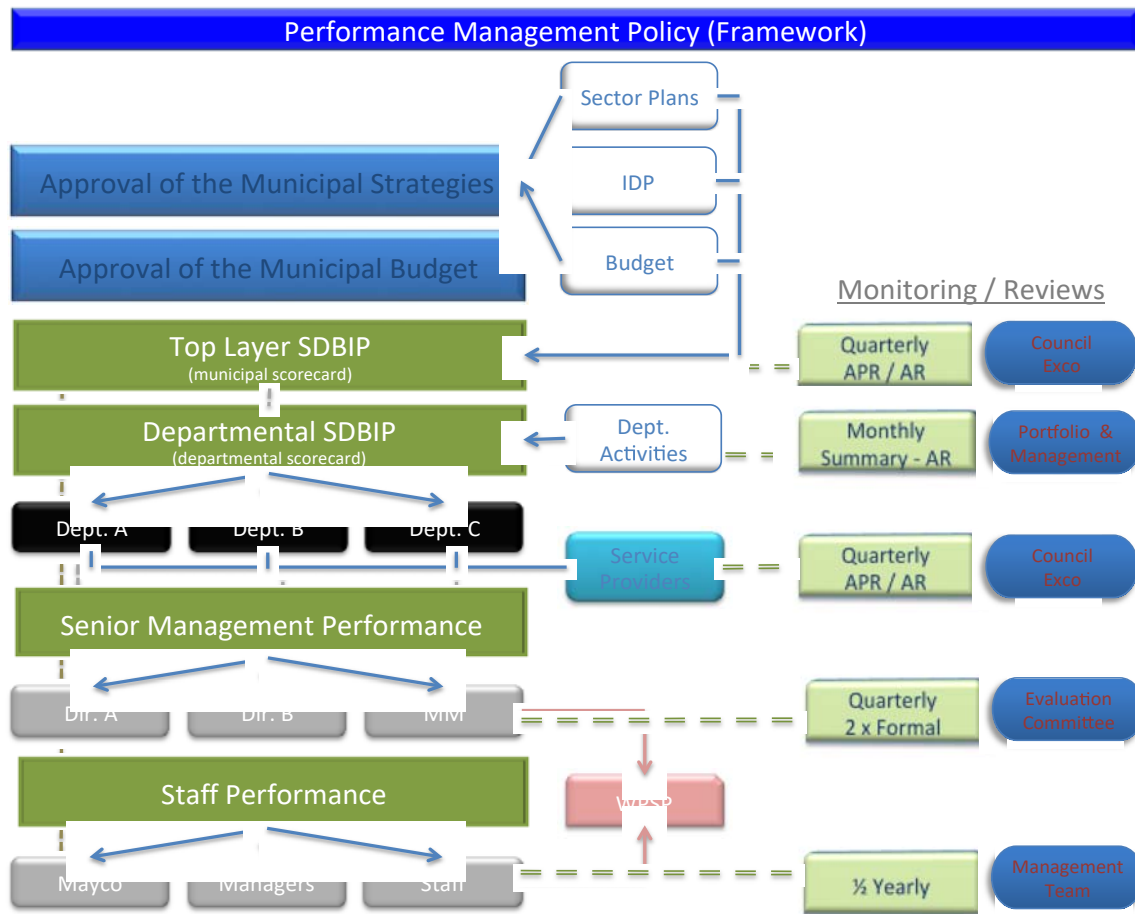 Performance Management Policy (Framework)
Sector Plans
Approval of the Municipal Strategies
IDP
Approval of the Municipal Budget
Budget
Monitoring / Reviews
Top Layer SDBIP
(municipal scorecard)
Quarterly
APR / AR
Council
Exco
Departmental SDBIP
(departmental scorecard)
Dept.
Activities
Monthly
Summary - AR
Portfolio &
Management
Dept. A
Dept. B
Dept. C
Service
Providers
Quarterly
APR / AR
Council
Exco
Senior Management Performance
Dir. A
Dir. B
MM
Quarterly
2 x Formal
Evaluation
Committee
Staff Performance
WPSP
Mayco
Managers
Staff
½ Yearly
Management
Team